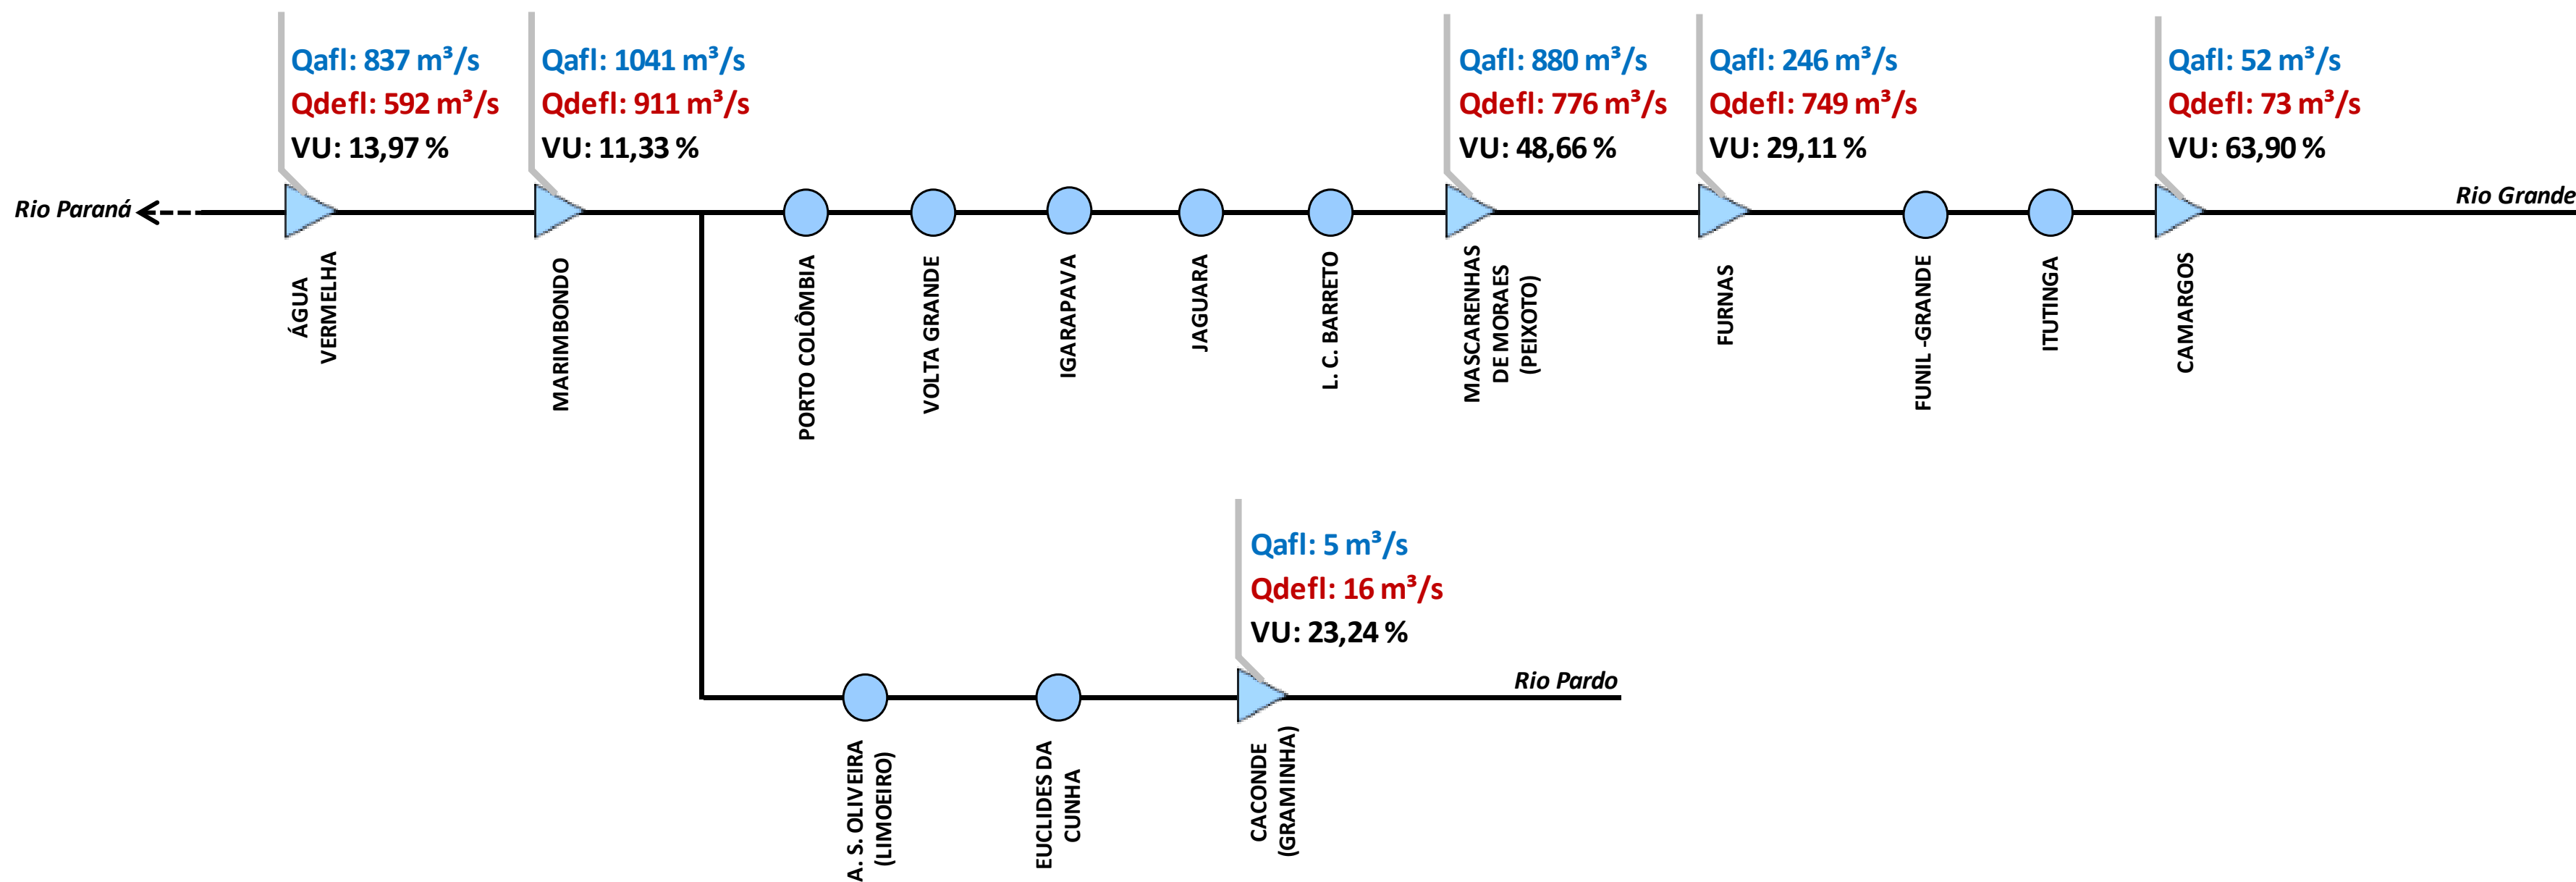 Qafl: 837 m³/s
Qdefl: 592 m³/s
VU: 13,97 %
Qafl: 1041 m³/s
Qdefl: 911 m³/s
VU: 11,33 %
Qafl: 880 m³/s
Qdefl: 776 m³/s
VU: 48,66 %
Qafl: 246 m³/s
Qdefl: 749 m³/s
VU: 29,11 %
Qafl: 52 m³/s
Qdefl: 73 m³/s
VU: 63,90 %
Rio Paraná
Rio Grande
ÁGUA
VERMELHA
MARIMBONDO
PORTO COLÔMBIA
VOLTA GRANDE
IGARAPAVA
JAGUARA
L. C. BARRETO
MASCARENHAS
DE MORAES
(PEIXOTO)
FURNAS
FUNIL -GRANDE
ITUTINGA
CAMARGOS
Qafl: 5 m³/s
Qdefl: 16 m³/s
VU: 23,24 %
Rio Pardo
A. S. OLIVEIRA
(LIMOEIRO)
EUCLIDES DA
CUNHA
CACONDE
(GRAMINHA)